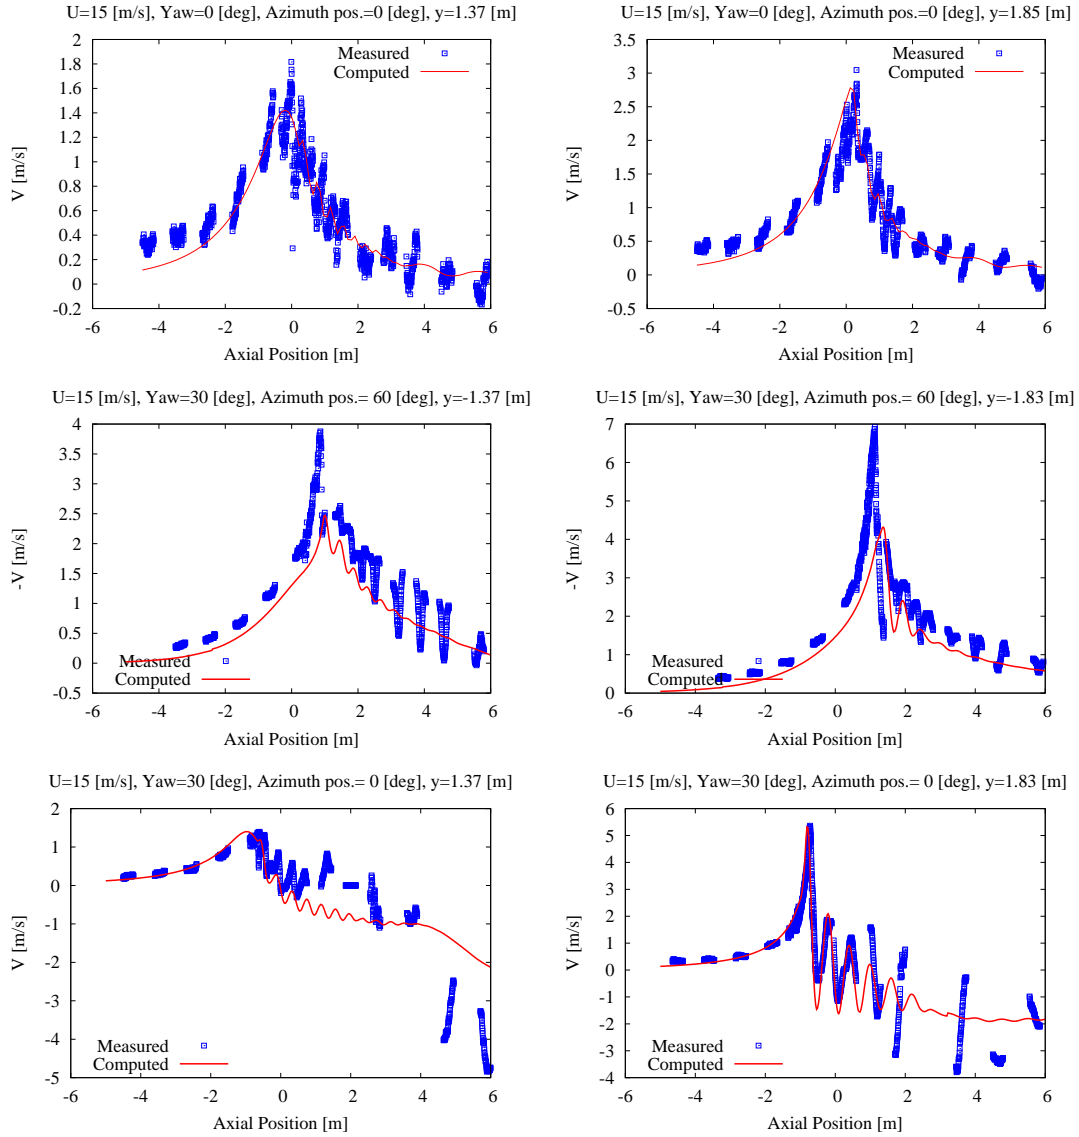 U=15 [m/s], Yaw=0 [deg], Azimuth pos.=0 [deg], y=1.37 [m]
V [m/s]
2
1.8
1.6
1.4
1.2
1
0.8
0.6
0.4
0.2
0
-0.2
-6 -4 -2 0 2 4 6
Axial Position [m]
Measured
Computed
U=15 [m/s], Yaw=0 [deg], Azimuth pos.=0 [deg], y=1.85 [m]
V [m/s]
3.5
3
2.5
2
1.5
1
0.5
0
-0.5
-6 -4 -2 0 2 4 6
Axial Position [m]
Measured
Computed
U=15 [m/s], Yaw=30 [deg], Azimuth pos.= 60 [deg], y=-1.37 [m]
-V [m/s]
4
3.5
3
2.5
2
1.5
1
0.5
0
-0.5
-6 -4 -2 0 2 4 6
Axial Position [m]
Measured
Computed
U=15 [m/s], Yaw=30 [deg], Azimuth pos.= 60 [deg], y=-1.83 [m]
-V [m/s]
7
6
5
4
3
2
1
0
-6 -4 -2 0 2 4 6
Axial Position [m]
Measured
Computed
U=15 [m/s], Yaw=30 [deg], Azimuth pos.= 0 [deg], y=1.37 [m]
V [m/s]
2
1
0
-1
-2
-3
-4
-5
-6 -4 -2 0 2 4 6
Axial Position [m]
Measured
Computed
U=15 [m/s], Yaw=30 [deg], Azimuth pos.= 0 [deg], y=1.83 [m]
V [m/s]
6
5
4
3
2
1
0
-1
-2
-3
-4
-6 -4 -2 0 2 4 6
Axial Position [m]
Measured
Computed